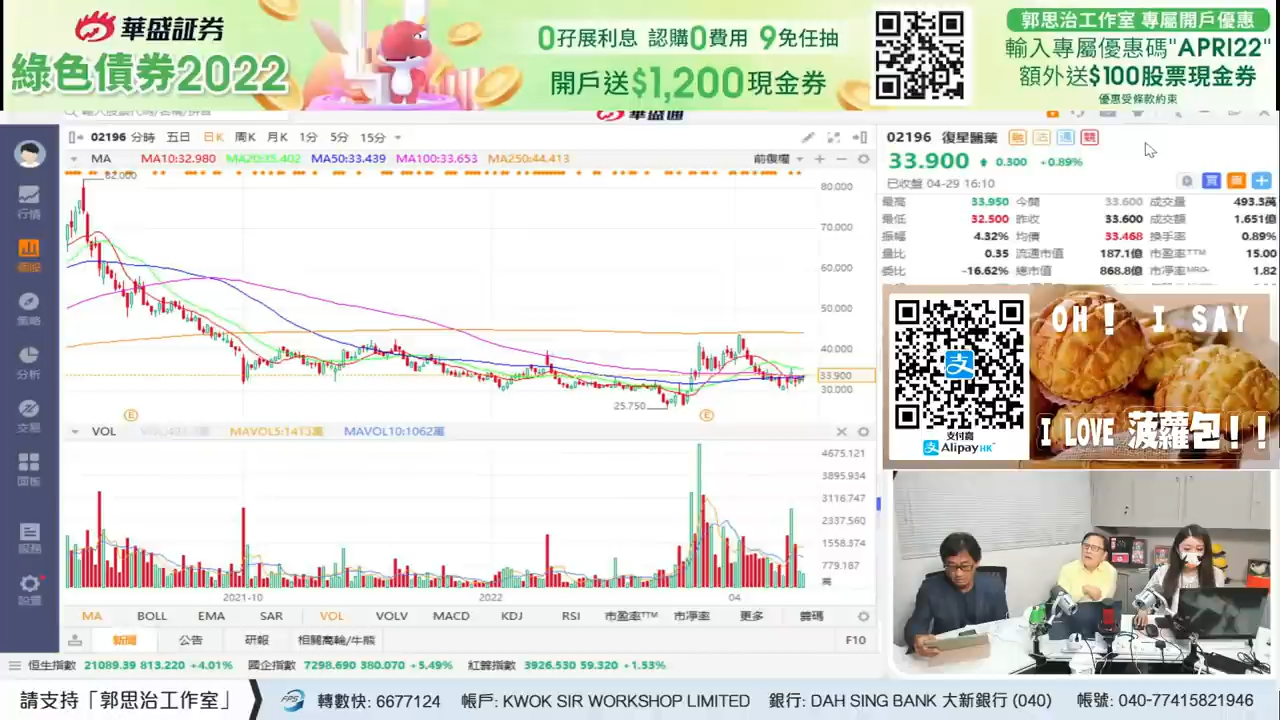 華盛証券
綠色債券2022
0孖展利息 認購0費用 9免任抽
開戶送$1,200現金券
郭思治工作室 專屬開戶優惠
輸入專屬優惠碼"APRI22"
額外送$100股票現金券
優惠受條款約束
華盛通
02196 分時 五日 日K 周K 月K 1分 5分 15分
MA MA10:32.980 MA20:35.402 MA50:33.439 MA100:33.653 MA250:44.413 前復權
82.000
80.000
70.000
60.000
50.000
40.000
33.900
30.000
25.750
E E
VOL MAVOL5:1413萬 MAVOL10:1062萬
4675.121
3895.934
3116.747
2337.560
1558.374
779.187
萬
2021-10 2022 04
MA BOLL EMA SAR VOL VOLV MACD KDJ RSI 市盈率TTM 市淨率 更多 籌碼
新聞 公告 研報 相關窩輪/牛熊 F10
恒生指數 21089.39 813.220 +4.01% 國企指數 7298.690 380.070 +5.49% 紅籌指數 3926.530 59.320 +1.53%
行情
策略
分析
交易
02196 復星醫藥 融 沽
33.900 0.300 +0.89%
已收盤 04-29 16:10
最高 33.950 今開 33.600 成交量 493.3萬
最低 32.500 昨收 33.600 成交額 1.651億
振幅 4.32% 均價 33.468 換手率 0.89%
量比 0.35 流通市值 187.1億 市盈率TTM 15.00
委比 -16.62% 總市值 868.8億 市淨率MRQ 1.82
支付寶
AlipayHK
OH! I SAY
I LOVE 菠蘿包!!
請支持「郭思治工作室」 FPS 轉數快: 6677124 帳戶: KWOK SIR WORKSHOP LIMITED 銀行: DAH SING BANK 大新銀行 (040) 帳號: 040-77415821946